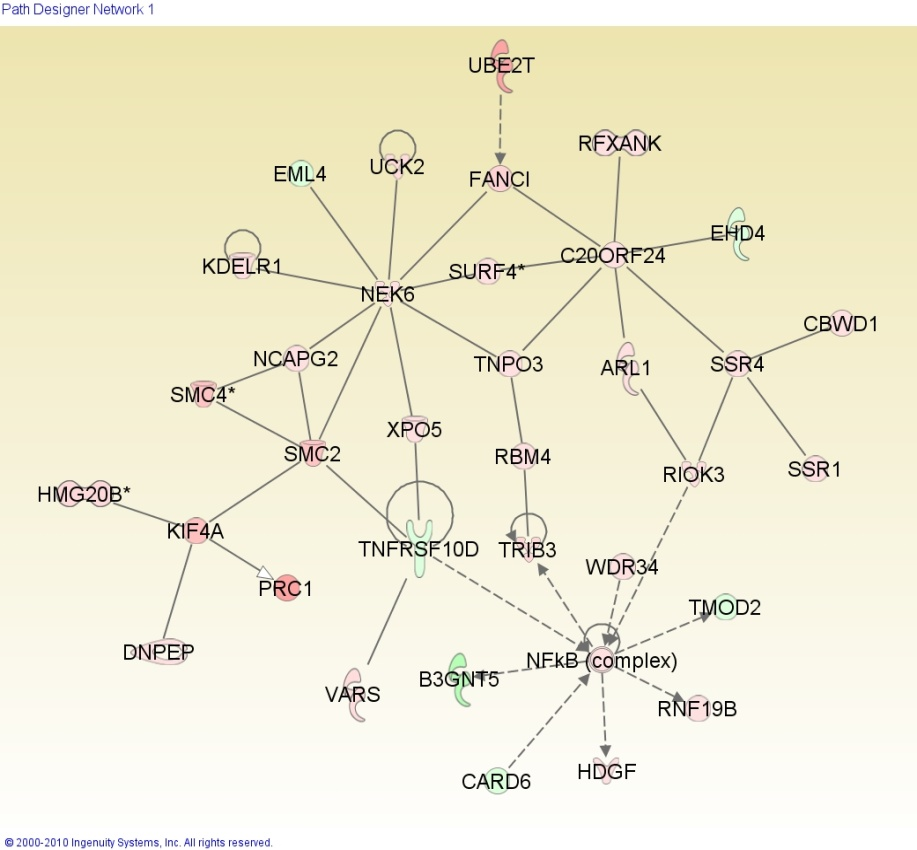 Path Designer Network 1
UBE2T
RFXANK
UCK2
EML4
FANCI
EHD4
C20ORF24
KDELR1
SURF4*
NEK6
CBWD1
NCAPG2
TNPO3
ARL1
SSR4
SMC4*
XPO5
SMC2
RBM4
SSR1
RIOK3
HMG20B*
KIF4A
TNFRSF10D
TRIB3
WDR34
PRC1
TMOD2
DNPEP
NFkB (complex)
B3GNT5
VARS
RNF19B
HDGF
CARD6
© 2000-2010 Ingenuity Systems, Inc. All rights reserved.